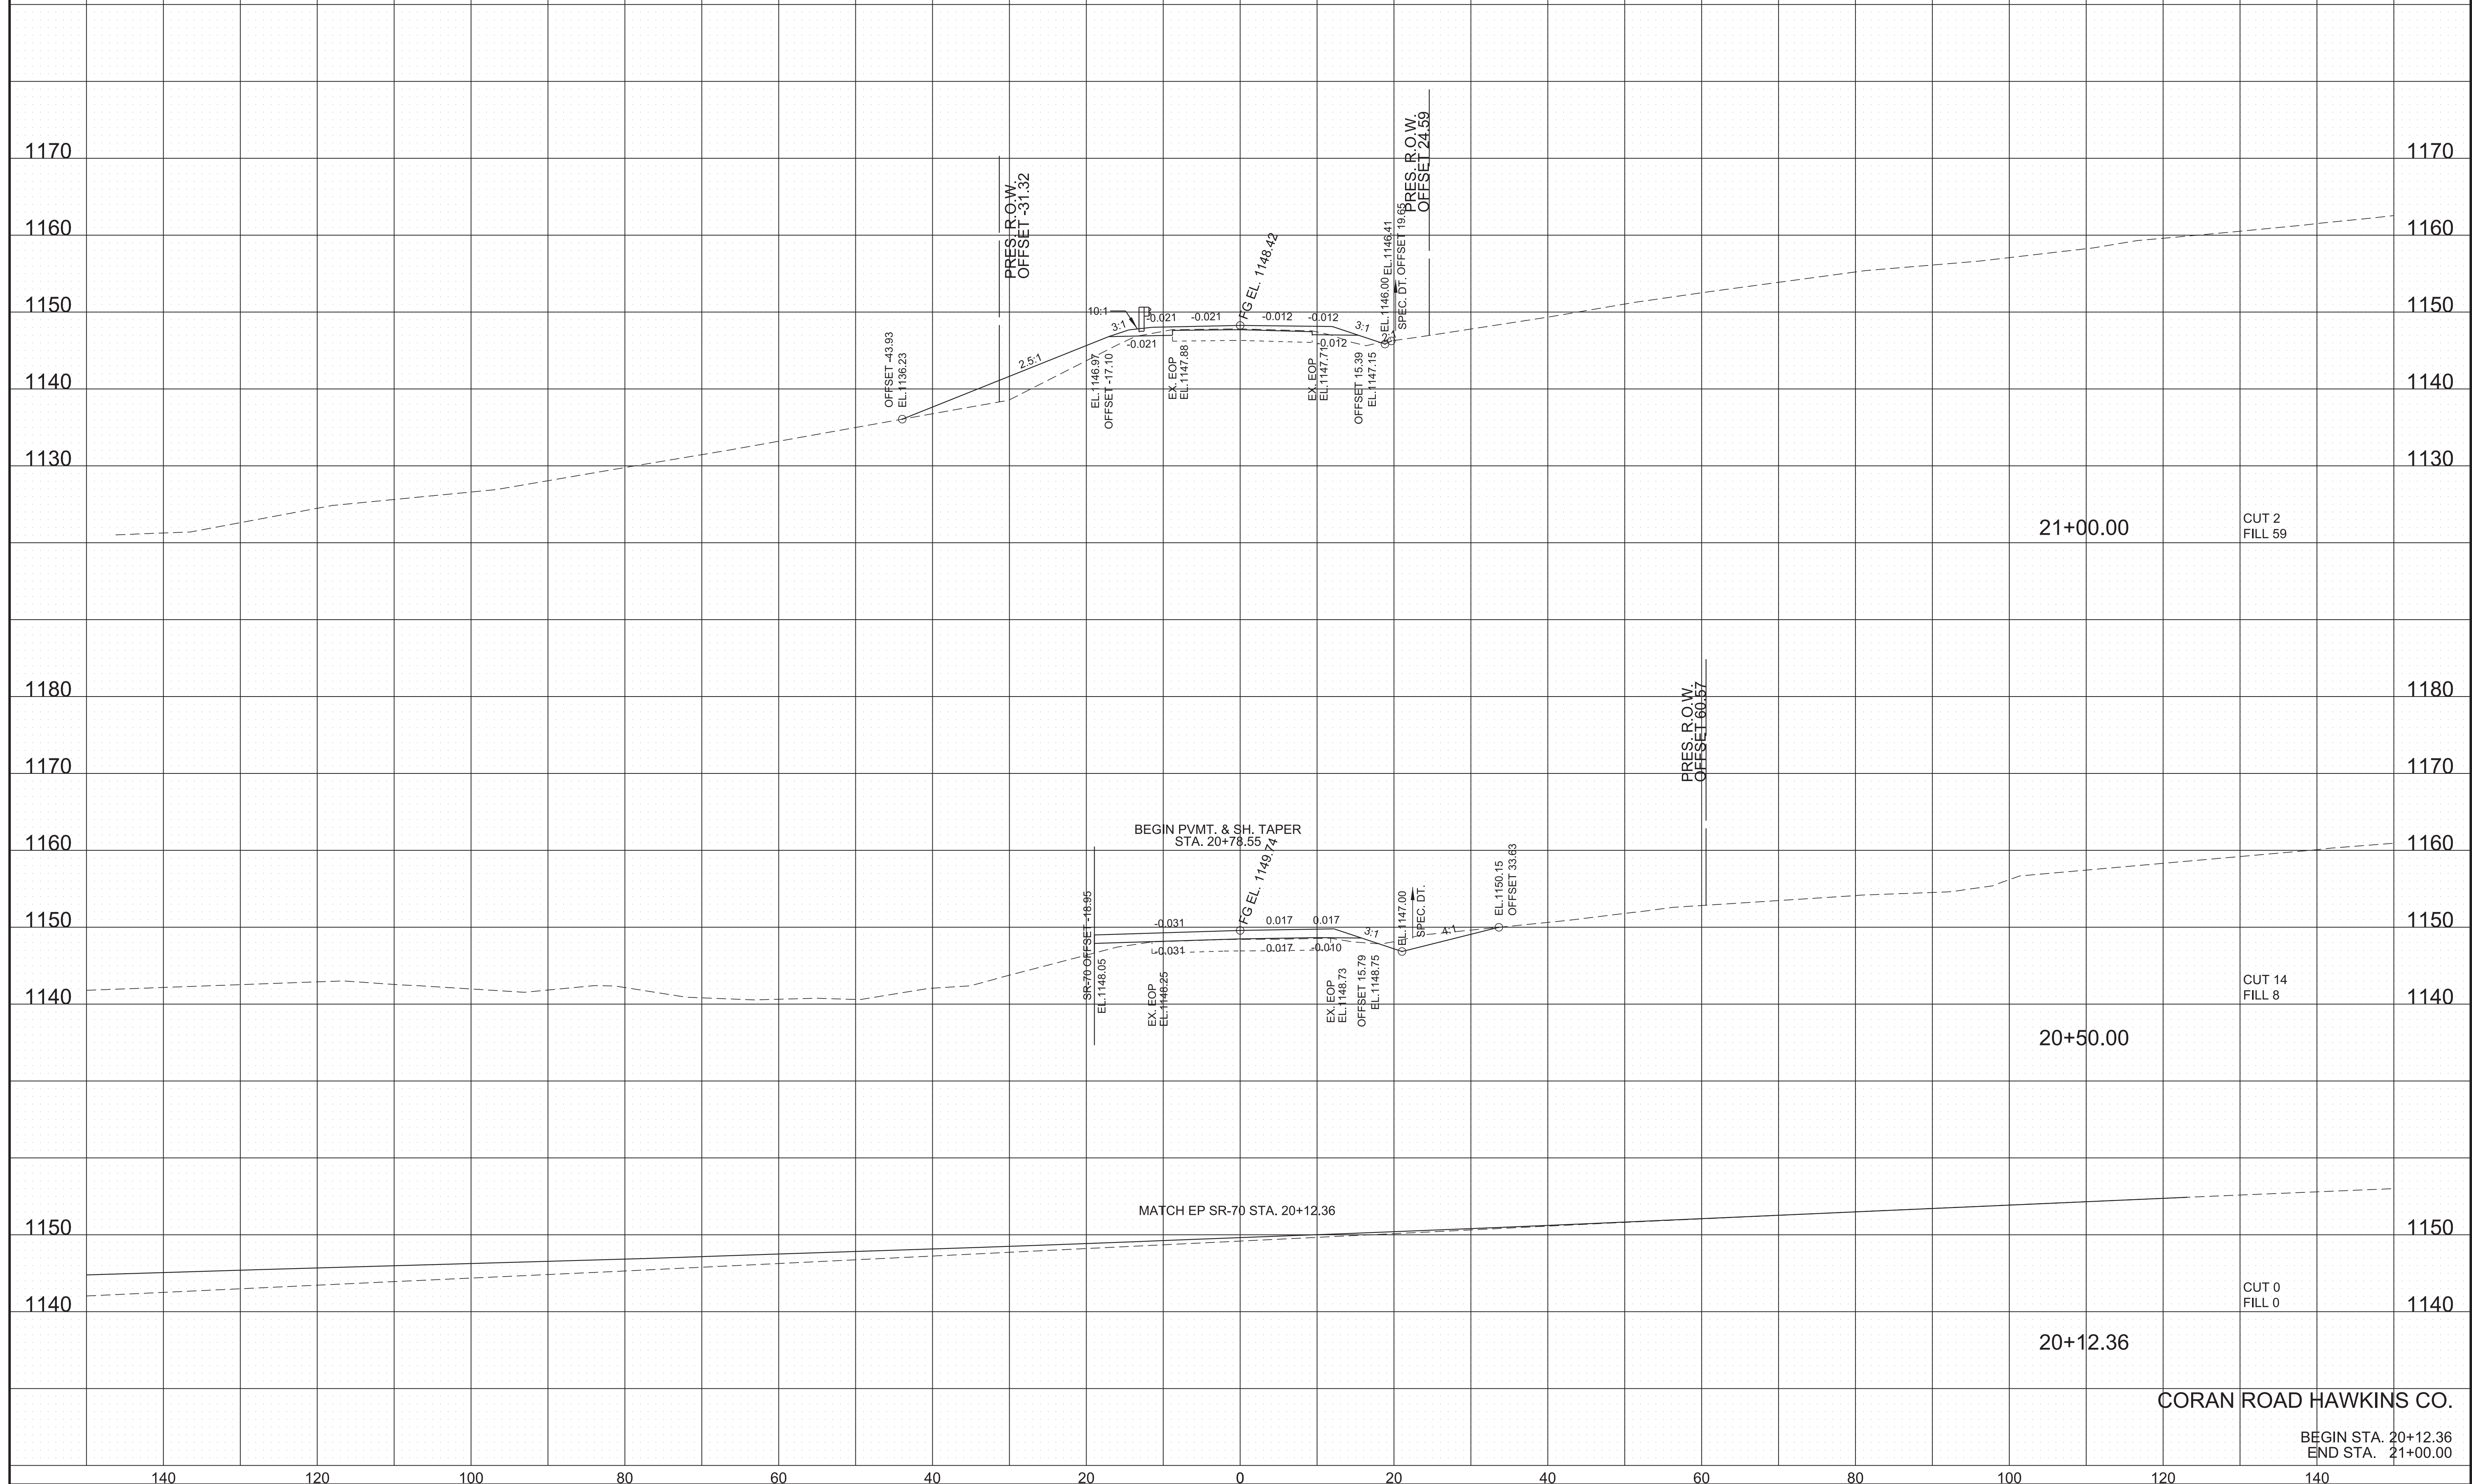 1170
1170
1160
1160
1150
1150
1140
1140
1130
1130
PRES. R.O.W.
OFFSET -31.32
PRES. R.O.W.
OFFSET 24.59
FG EL. 1148.42
EL.1146.00
EL.1146.41
SPEC. DT.
OFFSET 19.65
10:1
3:1
-0.021
-0.021
-0.012
-0.012
3:1
2:1
2.5:1
-0.021
-0.012
OFFSET -43.93
EL.1136.23
EL.1146.97
OFFSET -17.10
EX. EOP
EL.1147.88
EX. EOP
EL.1147.71
OFFSET 15.39
EL.1147.15
21+00.00
CUT 2
FILL 59
1180
1180
1170
1170
1160
1160
1150
1150
1140
1140
PRES. R.O.W.
OFFSET 60.57
BEGIN PVMT. & SH. TAPER
STA. 20+78.55
FG EL. 1149.74
SR-70 OFFSET -18.95
EL.1148.05
-0.031
0.017
0.017
3:1
4:1
-0.031
0.017
-0.010
EX. EOP
EL.1148.25
EX. EOP
EL.1148.73
OFFSET 15.79
EL.1148.75
EL.1147.00
SPEC. DT.
EL.1150.15
OFFSET 33.63
CUT 14
FILL 8
20+50.00
MATCH EP SR-70 STA. 20+12.36
1150
1150
1140
1140
CUT 0
FILL 0
20+12.36
CORAN ROAD HAWKINS CO.
BEGIN STA. 20+12.36
END STA. 21+00.00
140 120 100 80 60 40 20 0 20 40 60 80 100 120 140